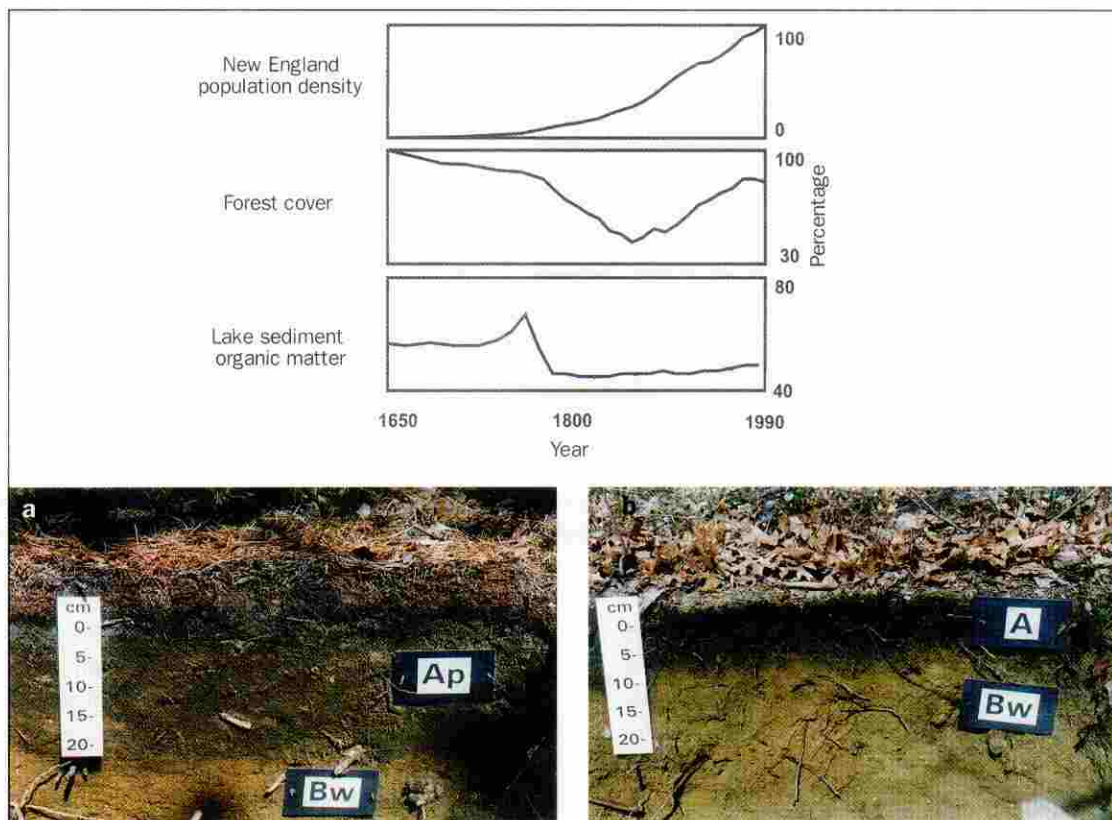 New England
population density
100
0
Forest cover
100
30
Percentage
Lake sediment
organic matter
80
40
1650 1800 1990
Year
a
cm
0-
5-
10-
15-
20-
Ap
Bw
b
cm
0-
5-
10-
15-
20-
A
Bw